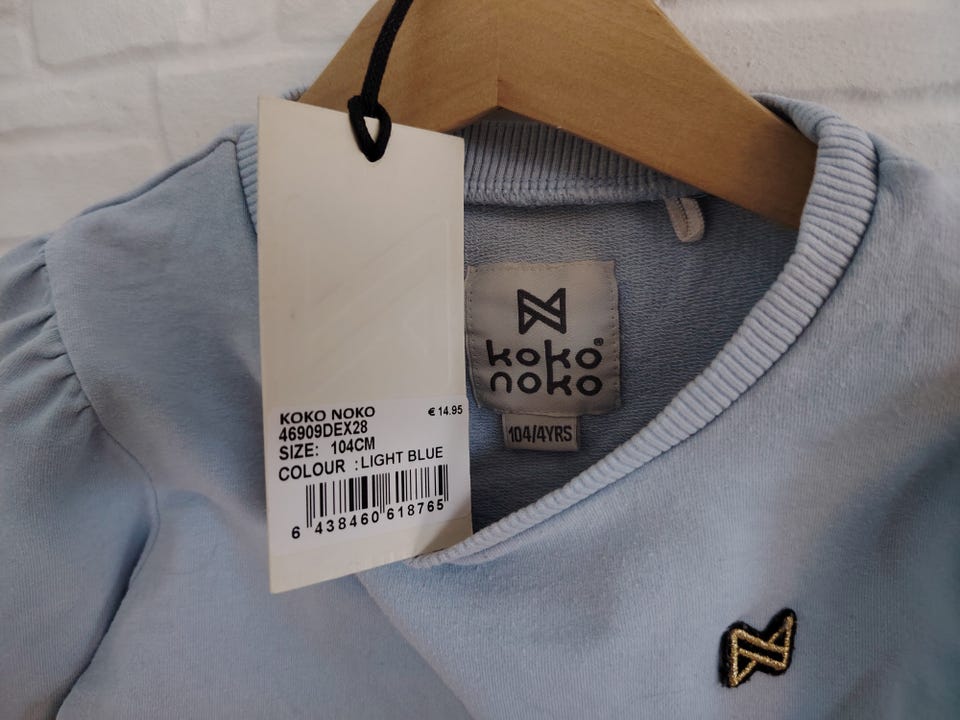 KOKO NOKO € 14.95
46909DEX28
SIZE: 104CM
COLOUR : LIGHT BLUE
6 438460 618765
koko®
noko
104/4YRS